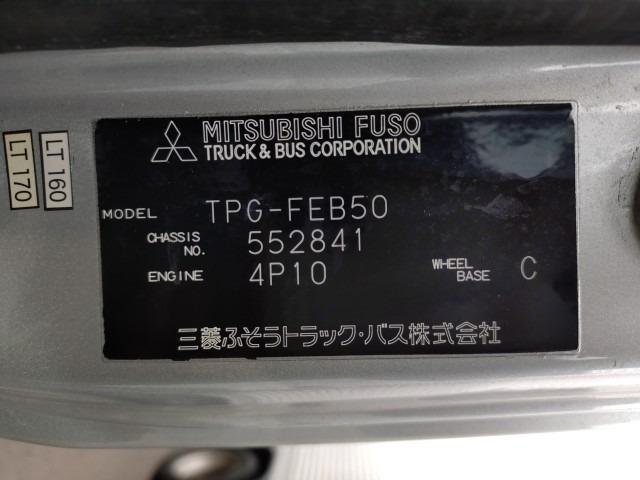 LT 170
LT 160
MITSUBISHI FUSO
TRUCK & BUS CORPORATION
MODEL TPG-FEB50
CHASSIS NO. 552841
ENGINE 4P10 WHEEL BASE C
三菱ふそうトラック・バス株式会社